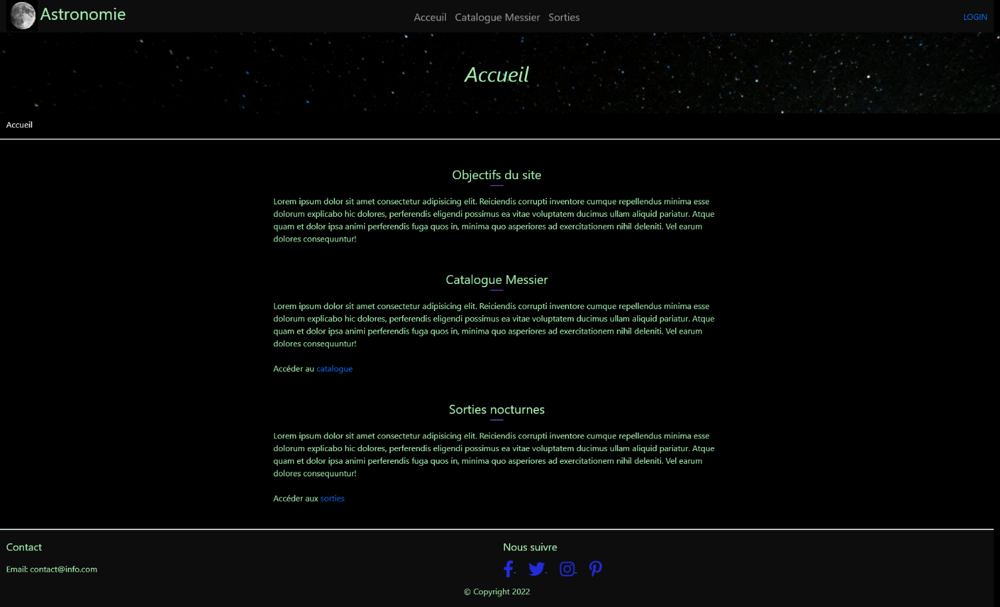 Astronomie
Acceuil Catalogue Messier Sorties
LOGIN
Accueil
Accueil
Objectifs du site
Lorem ipsum dolor sit amet consectetur adipisicing elit. Reiciendis corrupti inventore cumque repellendus minima esse
dolorum explicabo hic dolores, perferendis eligendi possimus ea vitae voluptatem ducimus ullam aliquid pariatur. Atque
quam et dolor ipsa animi perferendis fuga quos in, minima quo asperiores ad exercitationem nihil deleniti. Vel earum
dolores consequuntur!
Catalogue Messier
Lorem ipsum dolor sit amet consectetur adipisicing elit. Reiciendis corrupti inventore cumque repellendus minima esse
dolorum explicabo hic dolores, perferendis eligendi possimus ea vitae voluptatem ducimus ullam aliquid pariatur. Atque
quam et dolor ipsa animi perferendis fuga quos in, minima quo asperiores ad exercitationem nihil deleniti. Vel earum
dolores consequuntur!
Accéder au catalogue
Sorties nocturnes
Lorem ipsum dolor sit amet consectetur adipisicing elit. Reiciendis corrupti inventore cumque repellendus minima esse
dolorum explicabo hic dolores, perferendis eligendi possimus ea vitae voluptatem ducimus ullam aliquid pariatur. Atque
quam et dolor ipsa animi perferendis fuga quos in, minima quo asperiores ad exercitationem nihil deleniti. Vel earum
dolores consequuntur!
Accéder aux sorties
Contact
Email: contact@info.com
Nous suivre
© Copyright 2022